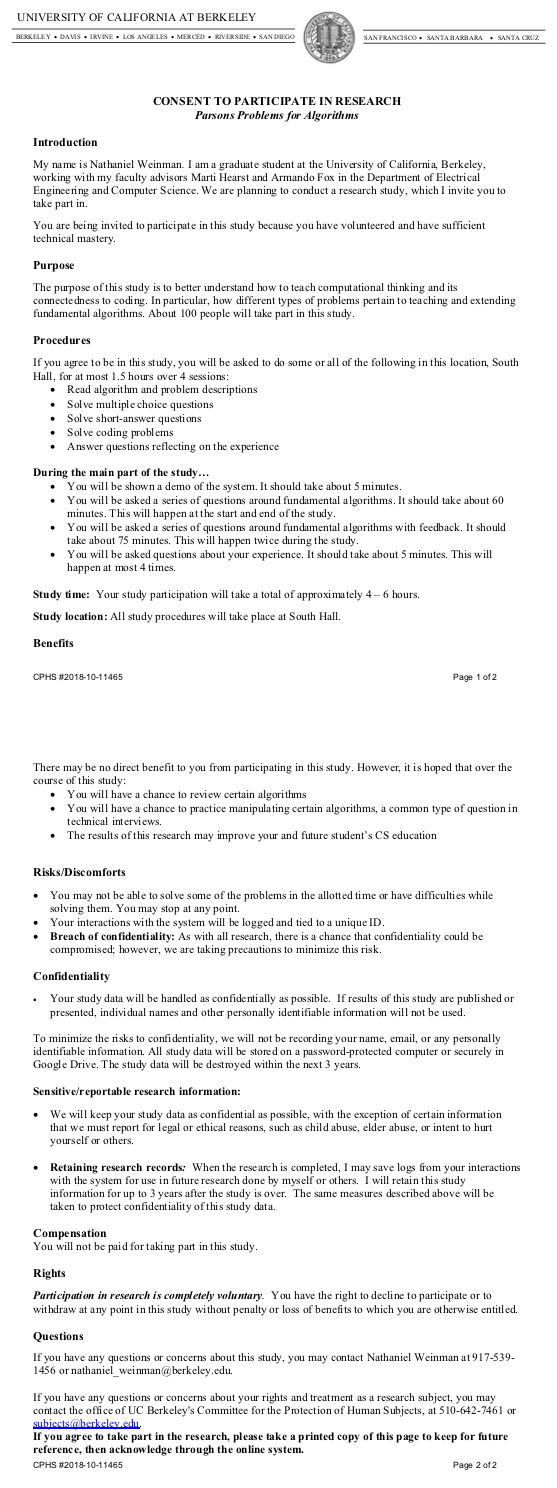 UNIVERSITY OF CALIFORNIA AT BERKELEY
BERKELEY • DAVIS • IRVINE • LOS ANGELES • MERCED • RIVERSIDE • SAN DIEGO
SAN FRANCISCO • SANTA BARBARA • SANTA CRUZ
CONSENT TO PARTICIPATE IN RESEARCH
Parsons Problems for Algorithms
Introduction
My name is Nathaniel Weinman. I am a graduate student at the University of California, Berkeley,
working with my faculty advisors Marti Hearst and Armando Fox in the Department of Electrical
Engineering and Computer Science. We are planning to conduct a research study, which I invite you to
take part in.
You are being invited to participate in this study because you have volunteered and have sufficient
technical mastery.
Purpose
The purpose of this study is to better understand how to teach computational thinking and its
connectedness to coding. In particular, how different types of problems pertain to teaching and extending
fundamental algorithms. About 100 people will take part in this study.
Procedures
If you agree to be in this study, you will be asked to do some or all of the following in this location, South
Hall, for at most 1.5 hours over 4 sessions:
• Read algorithm and problem descriptions
• Solve multiple choice questions
• Solve short-answer questions
• Solve coding problems
• Answer questions reflecting on the experience
During the main part of the study…
• You will be shown a demo of the system. It should take about 5 minutes.
• You will be asked a series of questions around fundamental algorithms. It should take about 60
minutes. This will happen at the start and end of the study.
• You will be asked a series of questions around fundamental algorithms with feedback. It should
take about 75 minutes. This will happen twice during the study.
• You will be asked questions about your experience. It should take about 5 minutes. This will
happen at most 4 times.
Study time: Your study participation will take a total of approximately 4 – 6 hours.
Study location: All study procedures will take place at South Hall.
Benefits
CPHS #2018-10-11465 Page 1 of 2
There may be no direct benefit to you from participating in this study. However, it is hoped that over the
course of this study:
• You will have a chance to review certain algorithms
• You will have a chance to practice manipulating certain algorithms, a common type of question in
technical interviews.
• The results of this research may improve your and future student's CS education
Risks/Discomforts
• You may not be able to solve some of the problems in the allotted time or have difficulties while
solving them. You may stop at any point.
• Your interactions with the system will be logged and tied to a unique ID.
• Breach of confidentiality: As with all research, there is a chance that confidentiality could be
compromised; however, we are taking precautions to minimize this risk.
Confidentiality
• Your study data will be handled as confidentially as possible. If results of this study are published or
presented, individual names and other personally identifiable information will not be used.
To minimize the risks to confidentiality, we will not be recording your name, email, or any personally
identifiable information. All study data will be stored on a password-protected computer or securely in
Google Drive. The study data will be destroyed within the next 3 years.
Sensitive/reportable research information:
• We will keep your study data as confidential as possible, with the exception of certain information
that we must report for legal or ethical reasons, such as child abuse, elder abuse, or intent to hurt
yourself or others.
• Retaining research records: When the research is completed, I may save logs from your interactions
with the system for use in future research done by myself or others. I will retain this study
information for up to 3 years after the study is over. The same measures described above will be
taken to protect confidentiality of this study data.
Compensation
You will not be paid for taking part in this study.
Rights
Participation in research is completely voluntary. You have the right to decline to participate or to
withdraw at any point in this study without penalty or loss of benefits to which you are otherwise entitled.
Questions
If you have any questions or concerns about this study, you may contact Nathaniel Weinman at 917-539-
1456 or nathaniel_weinman@berkeley.edu.
If you have any questions or concerns about your rights and treatment as a research subject, you may
contact the office of UC Berkeley's Committee for the Protection of Human Subjects, at 510-642-7461 or
subjects@berkeley.edu.
If you agree to take part in the research, please take a printed copy of this page to keep for future
reference, then acknowledge through the online system.
CPHS #2018-10-11465 Page 2 of 2